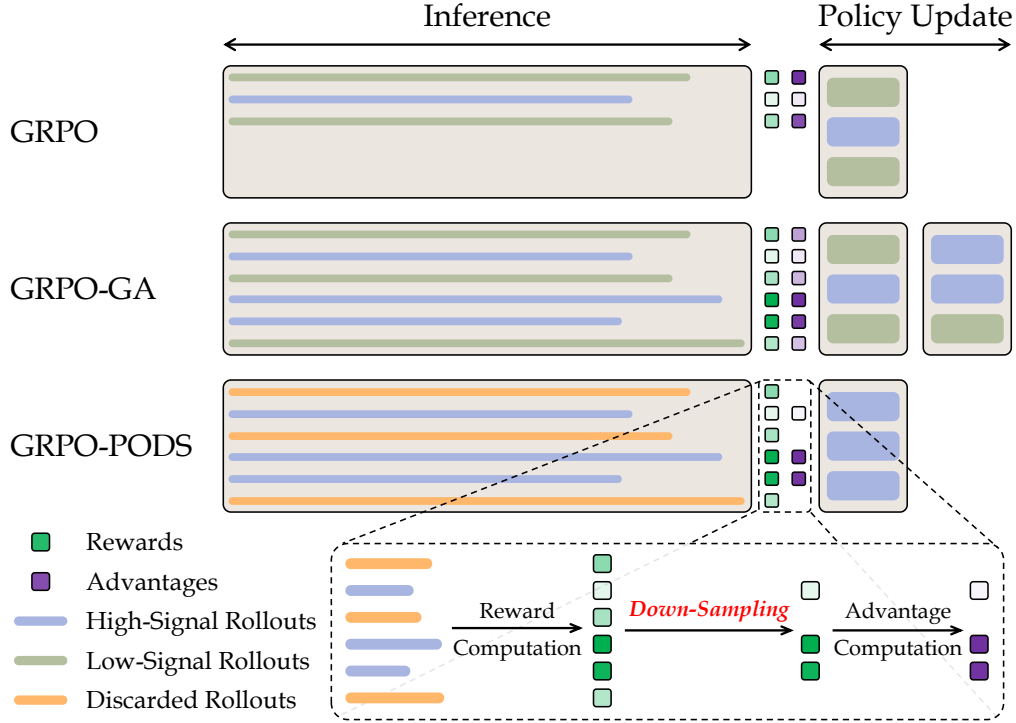 Inference
Policy Update
GRPO
GRPO-GA
GRPO-PODS
Rewards
Advantages
High-Signal Rollouts
Low-Signal Rollouts
Discarded Rollouts
Reward
Computation
Down-Sampling
Advantage
Computation